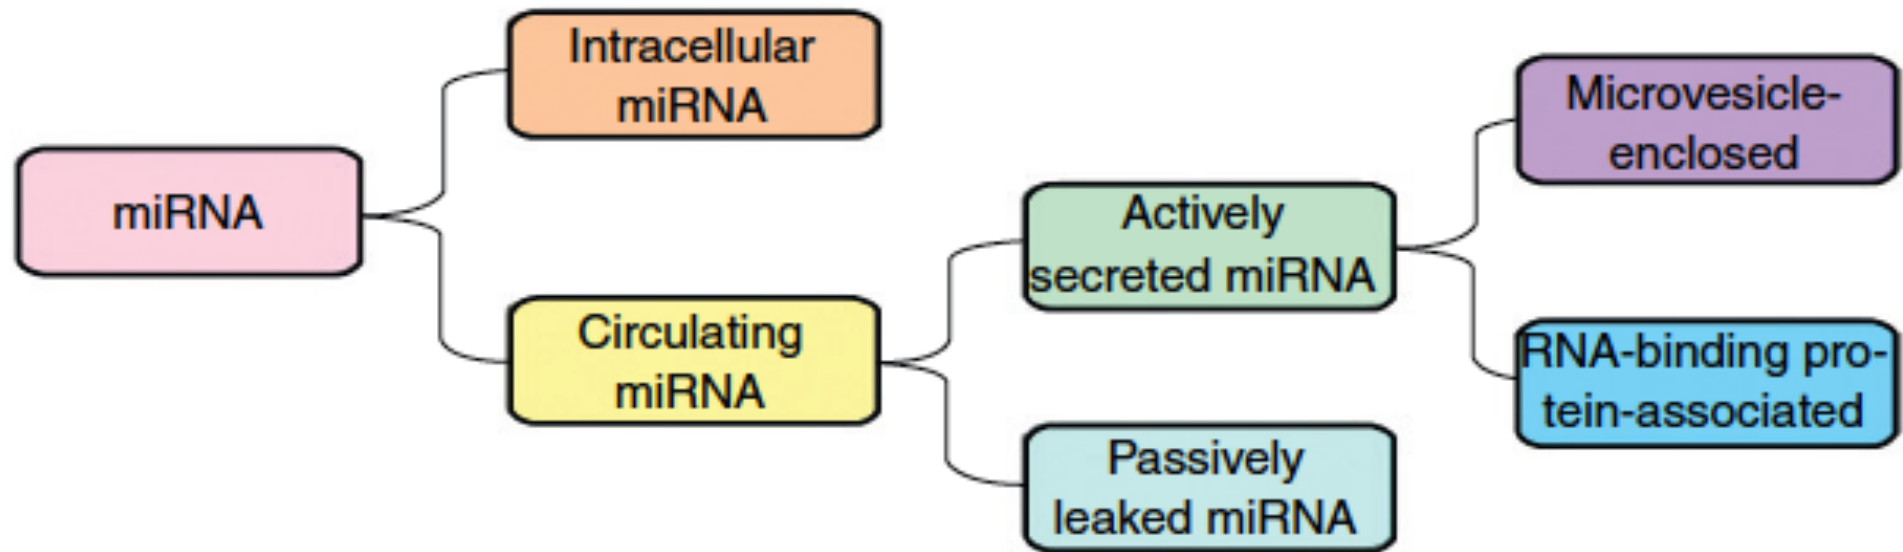 miRNA
Intracellular
miRNA
Circulating
miRNA
Actively
secreted miRNA
Passively
leaked miRNA
Microvesicle-
enclosed
RNA-binding pro-
tein-associated